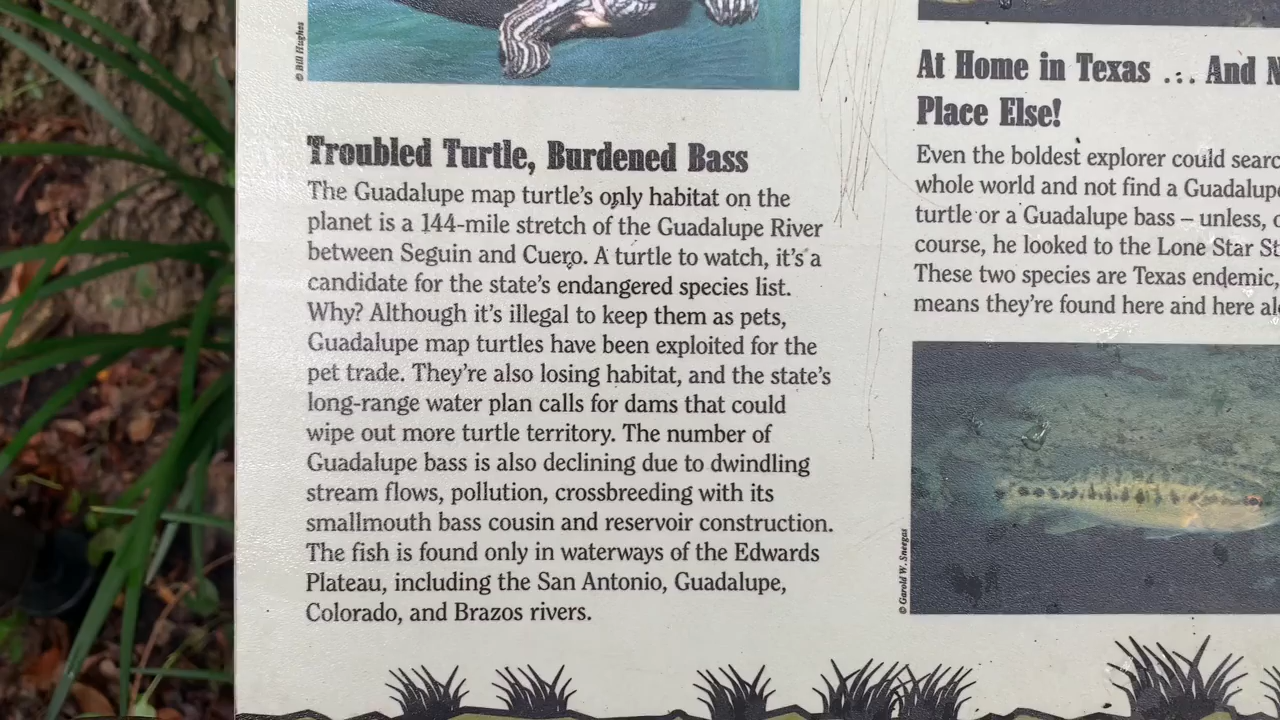 © Bill Hughes
Troubled Turtle, Burdened Bass
The Guadalupe map turtle's only habitat on the
planet is a 144-mile stretch of the Guadalupe River
between Seguin and Cuero. A turtle to watch, it's a
candidate for the state's endangered species list.
Why? Although it's illegal to keep them as pets,
Guadalupe map turtles have been exploited for the
pet trade. They're also losing habitat, and the state's
long-range water plan calls for dams that could
wipe out more turtle territory. The number of
Guadalupe bass is also declining due to dwindling
stream flows, pollution, crossbreeding with its
smallmouth bass cousin and reservoir construction.
The fish is found only in waterways of the Edwards
Plateau, including the San Antonio, Guadalupe,
Colorado, and Brazos rivers.
At Home in Texas ... And
Place Else!
Even the boldest explorer could
whole world and not find a
turtle or a Guadalupe bass – unless,
course, he looked to the Lone Star
These two species are Texas endemic,
means they're found here and here
© Garold W. Sneegas